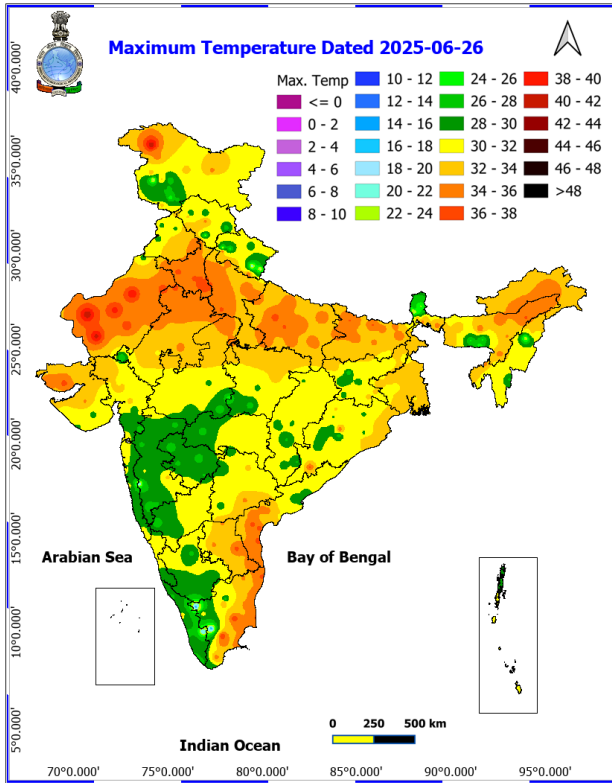 Maximum Temperature Dated 2025-06-26
Max. Temp
<= 0
0 - 2
2 - 4
4 - 6
6 - 8
8 - 10
10 - 12
12 - 14
14 - 16
16 - 18
18 - 20
20 - 22
22 - 24
24 - 26
26 - 28
28 - 30
30 - 32
32 - 34
34 - 36
36 - 38
38 - 40
40 - 42
42 - 44
44 - 46
46 - 48
>48
40°0.000'
35°0.000'
30°0.000'
25°0.000'
20°0.000'
15°0.000'
10°0.000'
5°0.000'
Arabian Sea
Bay of Bengal
0 250 500 km
Indian Ocean
70°0.000' 75°0.000' 80°0.000' 85°0.000' 90°0.000' 95°0.000'